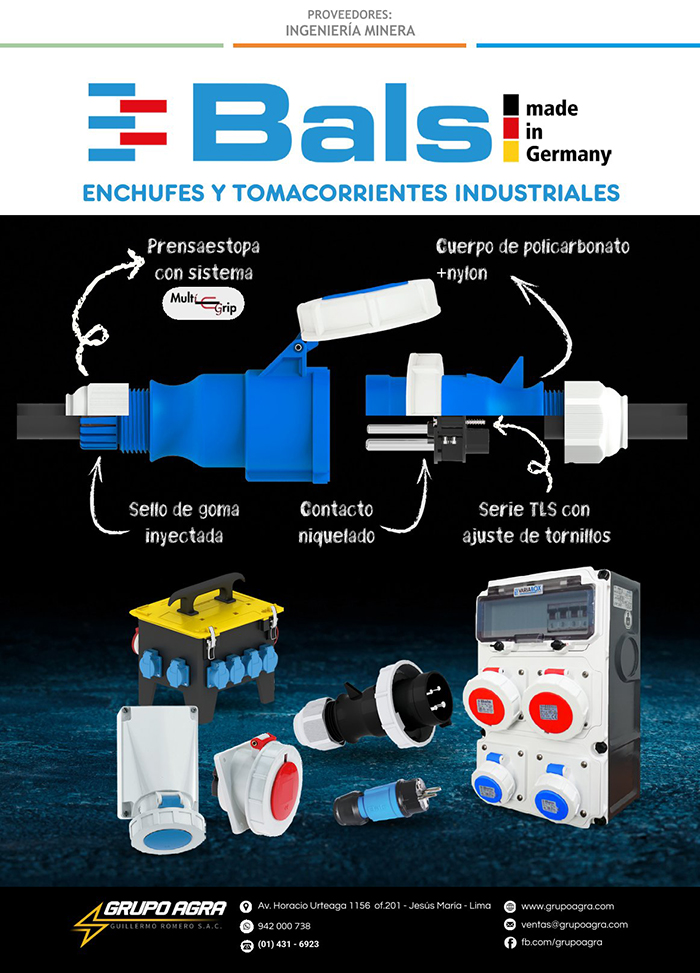 PROVEEDORES:
INGENIERÍA MINERA
Bals
made
in
Germany
ENCHUFES Y TOMACORRIENTES INDUSTRIALES
Prensaestopa
con sistema
Multi
Grip
Cuerpo de policarbonato
+nylon
Sello de goma
inyectada
Contacto
niquelado
Serie TLS con
ajuste de tornillos
VARIABOX
GRUPO AGRA
GUILLERMO ROMERO S.A.C.
Av. Horacio Urteaga 1156 of.201 - Jesús María - Lima
942 000 738
(01) 431 - 6923
www.grupoagra.com
ventas@grupoagra.com
fb.com/grupoagra